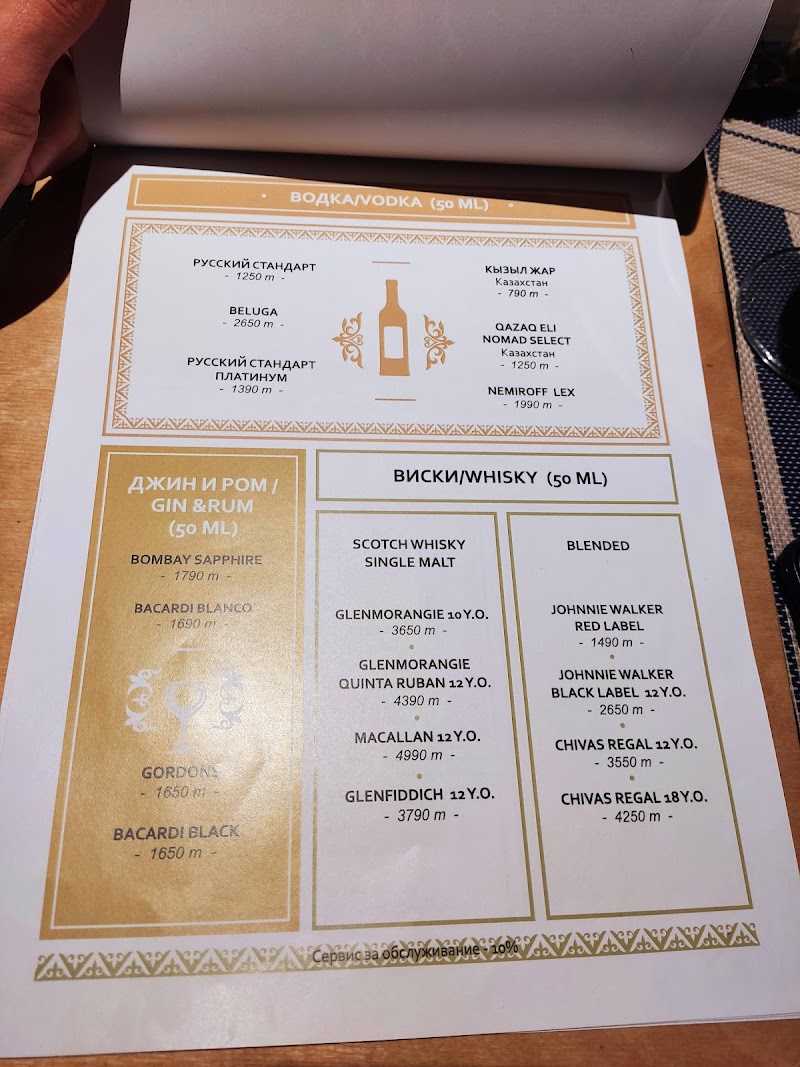 ВОДКА/VODKA (50 ML)
РУССКИЙ СТАНДАРТ
- 1250 m -
BELUGA
- 2650 m -
РУССКИЙ СТАНДАРТ
ПЛАТИНУМ
- 1390 m -
КЫЗЫЛ ЖАР
Казахстан
- 790 m -
QAZAQ ELI
NOMAD SELECT
Казахстан
- 1250 m -
NEMIROFF LEX
- 1990 m -
ДЖИН И РОМ /
GIN &RUM
(50 ML)
BOMBAY SAPPHIRE
- 1790 m -
BACARDI BLANCO
- 1690 m -
GORDONS
- 1650 m -
BACARDI BLACK
- 1650 m -
ВИСКИ/WHISKY (50 ML)
SCOTCH WHISKY
SINGLE MALT
GLENMORANGIE 10 Y.O.
- 3650 m -
GLENMORANGIE
QUINTA RUBAN 12 Y.O.
- 4390 m -
MACALLAN 12 Y.O.
- 4990 m -
GLENFIDDICH 12 Y.O.
- 3790 m -
BLENDED
JOHNNIE WALKER
RED LABEL
- 1490 m -
JOHNNIE WALKER
BLACK LABEL 12 Y.O.
- 2650 m -
CHIVAS REGAL 12 Y.O.
- 3550 m -
CHIVAS REGAL 18 Y.O.
- 4250 m -
Сервис за обслуживание - 10%